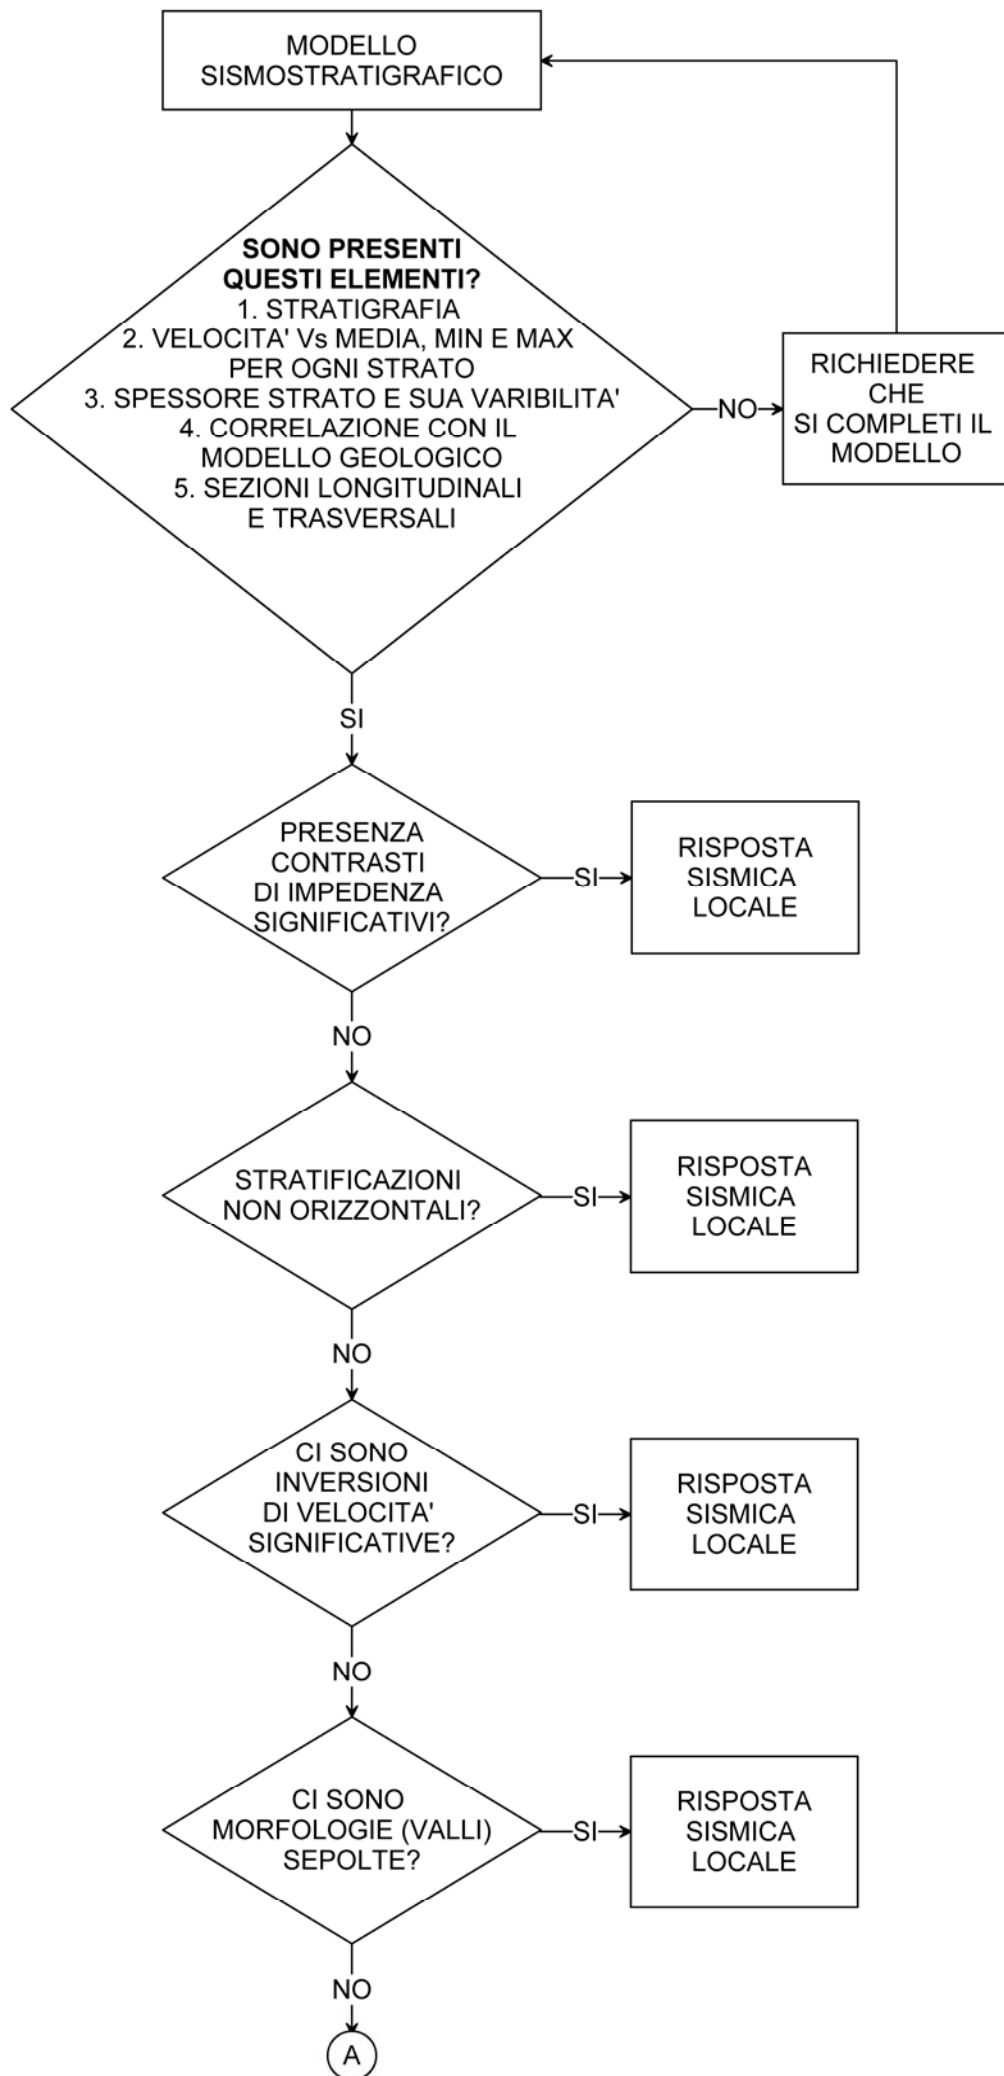 MODELLO
SISMOSTRATIGRAFICO
SONO PRESENTI
QUESTI ELEMENTI?
1. STRATIGRAFIA
2. VELOCITA' Vs MEDIA, MIN E MAX
PER OGNI STRATO
3. SPESSORE STRATO E SUA VARIBILITA'
4. CORRELAZIONE CON IL
MODELLO GEOLOGICO
5. SEZIONI LONGITUDINALI
E TRASVERSALI
NO
RICHIEDERE
CHE
SI COMPLETI IL
MODELLO
SI
PRESENZA
CONTRASTI
DI IMPEDENZA
SIGNIFICATIVI?
SI
RISPOSTA
SISMICA
LOCALE
NO
STRATIFICAZIONI
NON ORIZZONTALI?
SI
RISPOSTA
SISMICA
LOCALE
NO
CI SONO
INVERSIONI
DI VELOCITA'
SIGNIFICATIVE?
SI
RISPOSTA
SISMICA
LOCALE
NO
CI SONO
MORFOLOGIE (VALLI)
SEPOLTE?
SI
RISPOSTA
SISMICA
LOCALE
NO
A